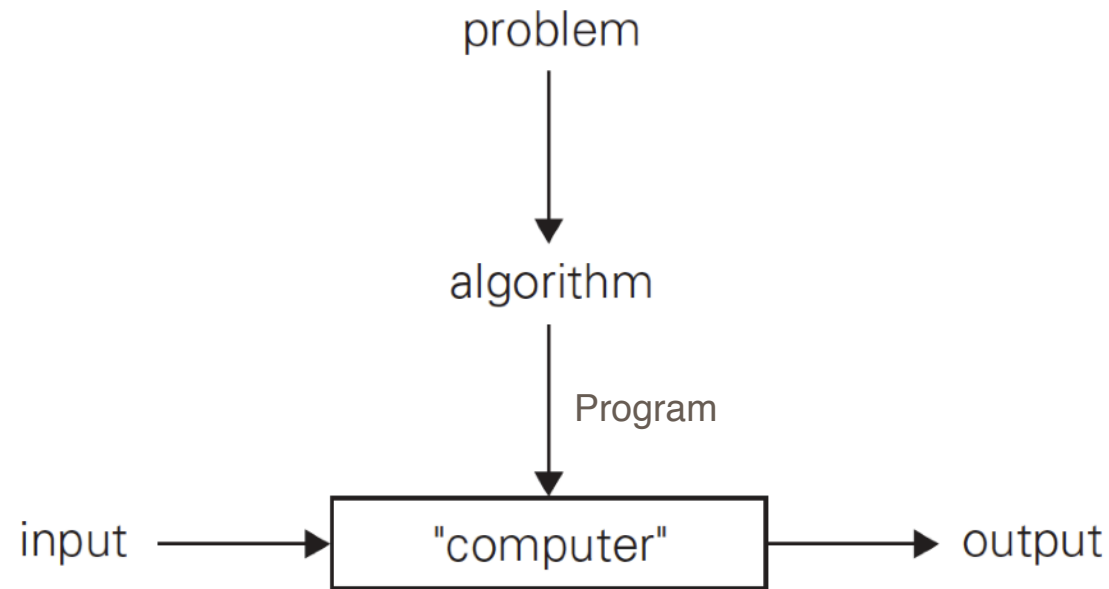 problem
algorithm
Program
input
"computer"
output